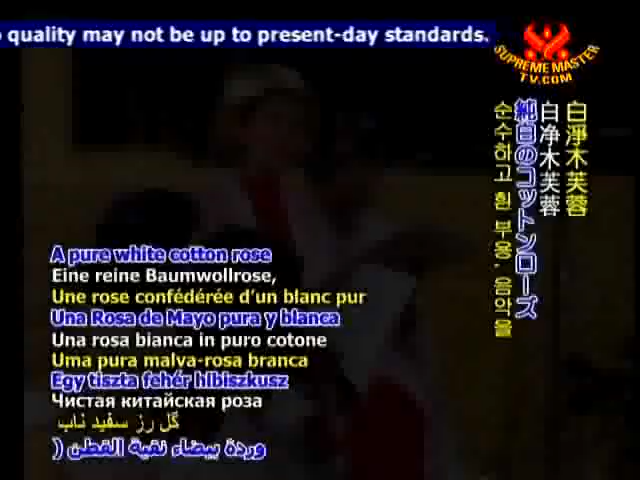 o quality may not be up to present-day standards.
SUPREME MASTER
TV.COM
A pure white cotton rose
Eine reine Baumwollrose,
Une rose confédérée d'un blanc pur
Una Rosa de Mayo pura y blanca
Una rosa bianca in puro cotone
Uma pura malva-rosa branca
Egy tiszta fehér hibiszkusz
Чистая китайская роза
گل رز سفید ناب
وردة بيضاء نقية القطن (
白淨木芙蓉
白净木芙蓉
純白のコットンローズ
순수하고 흰 부용, 음악을